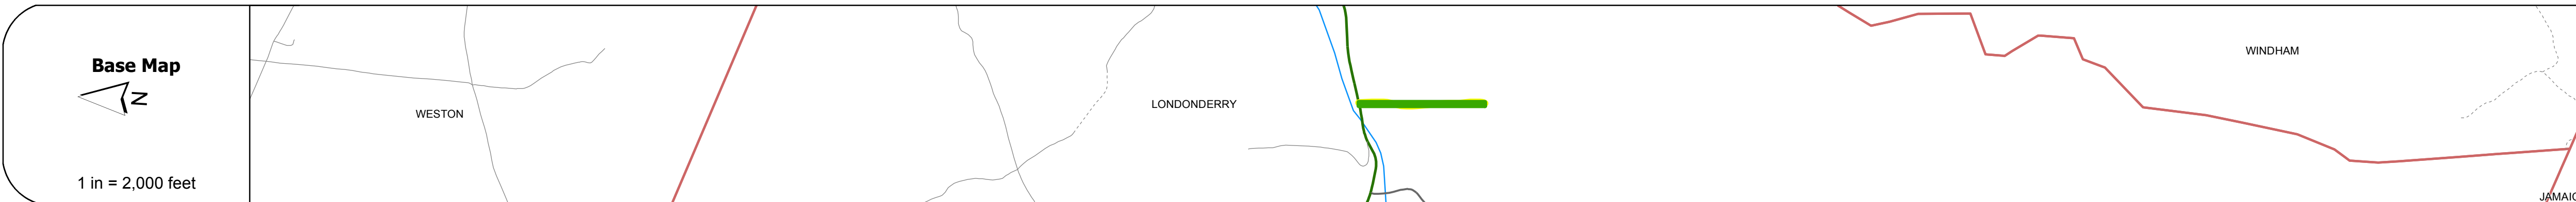 Base Map
N
1 in = 2,000 feet
WESTON
LONDONDERRY
WINDHAM